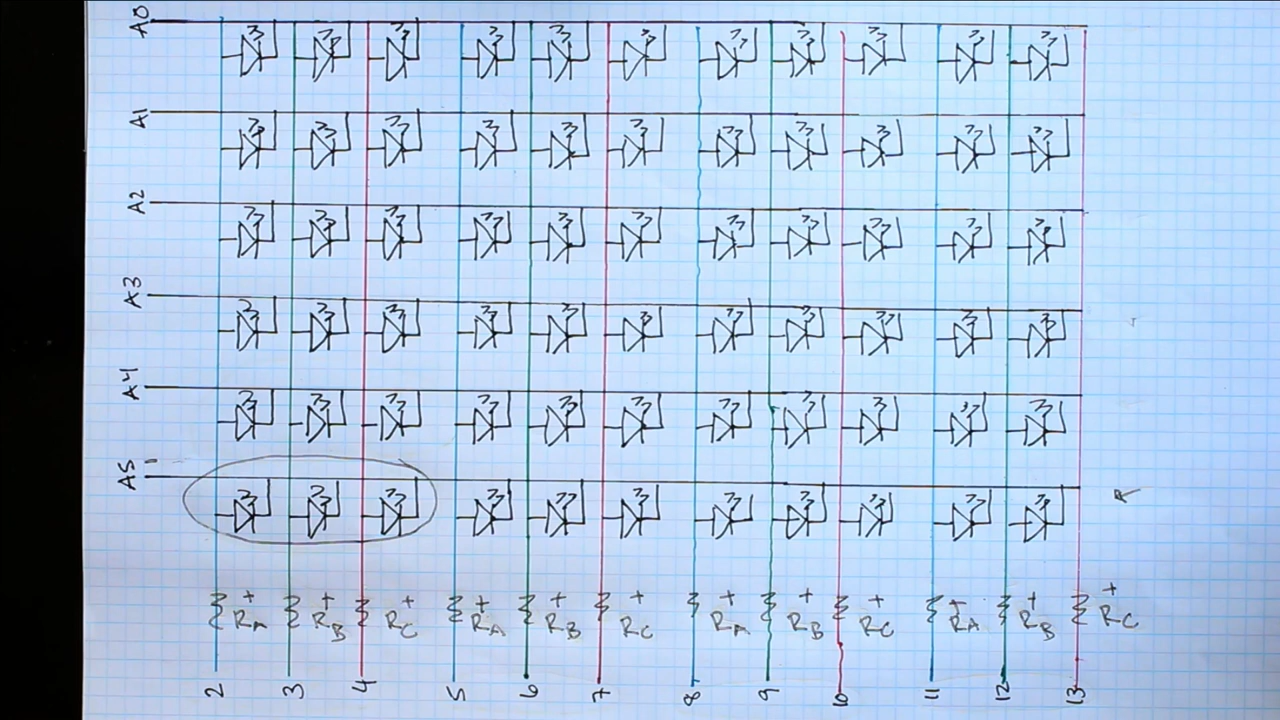 A0
A1
A2
A3
A4
A5
+ + + + + + + + + + + +
RA RB RC RA RB RC RA RB RC RA RB RC
2 3 4 5 6 7 8 9 10 11 12 13